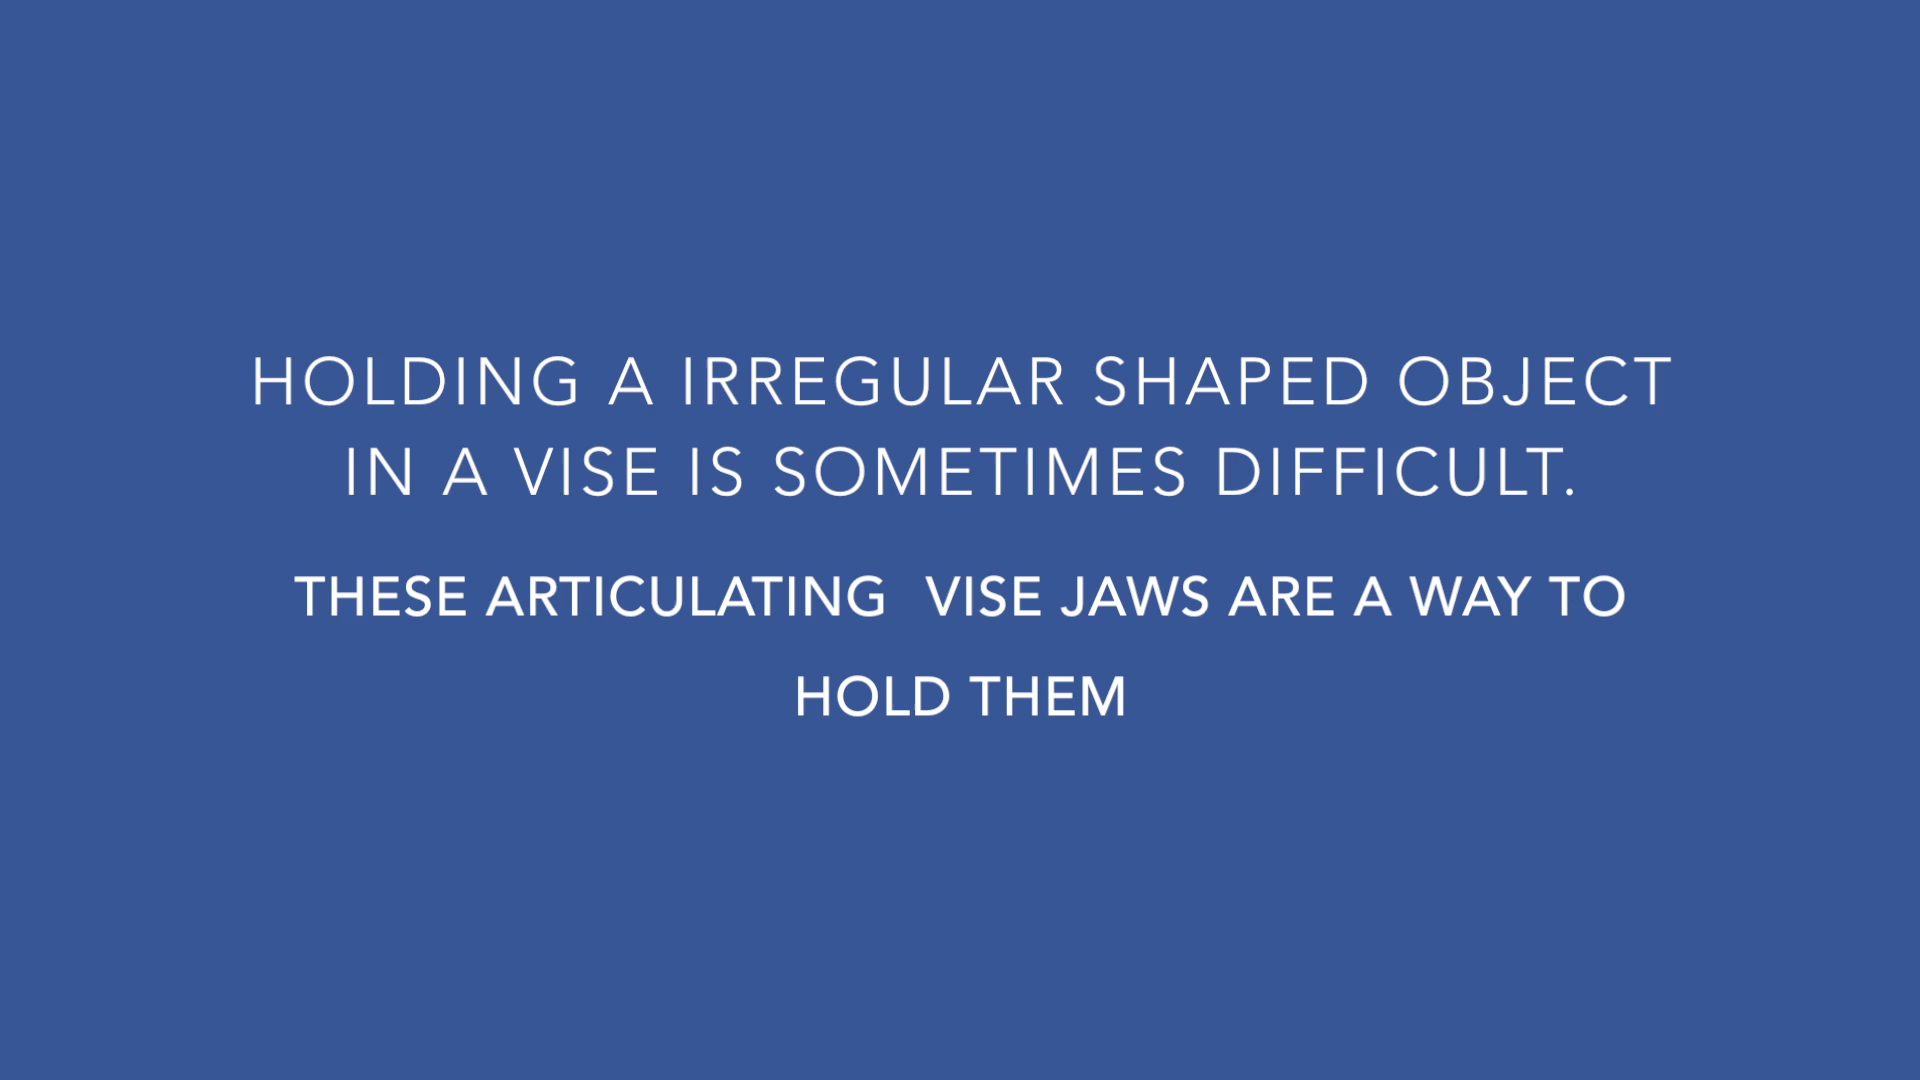 HOLDING A IRREGULAR SHAPED OBJECT
IN A VISE IS SOMETIMES DIFFICULT.
THESE ARTICULATING  VISE JAWS ARE A WAY TO
HOLD THEM